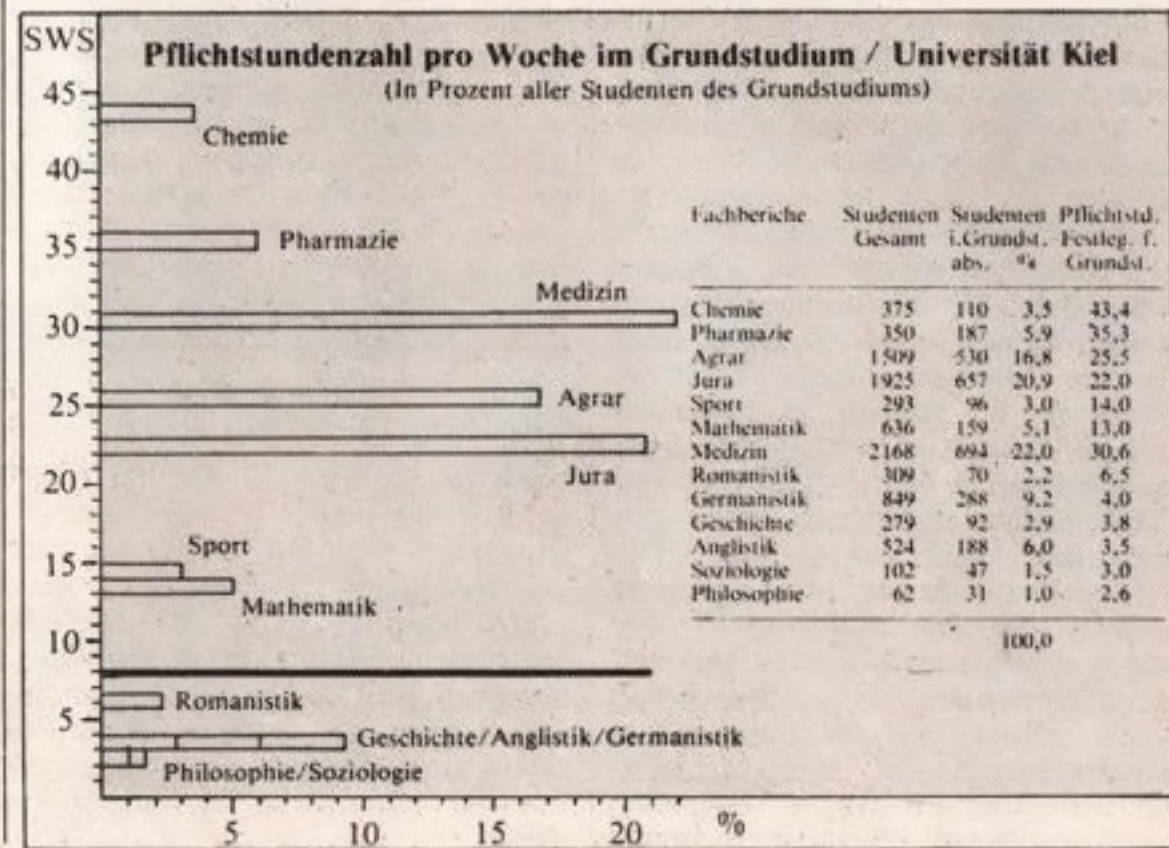 SWS
Pflichtstundenzahl pro Woche im Grundstudium / Universität Kiel
(In Prozent aller Studenten des Grundstudiums)
45
Chemie
40
35
Pharmazie
Medizin
30
Agrar
25
Jura
20
Sport
15
Mathematik
10
Romanistik
5
Geschichte/Anglistik/Germanistik
Philosophie/Soziologie
5 10 15 20 %
Fachberiche Studenten Studenten Pflichtstd.
Gesamt i.Grundst. Festleg. f.
abs. % Grundst.
Chemie 375 110 3,5 43,4
Pharmazie 350 187 5,9 35,3
Agrar 1509 530 16,8 25,5
Jura 1925 657 20,9 22,0
Sport 293 96 3,0 14,0
Mathematik 636 159 5,1 13,0
Medizin 2168 694 22,0 30,6
Romanistik 309 70 2,2 6,5
Germanistik 849 288 9,2 4,0
Geschichte 279 92 2,9 3,8
Anglistik 524 188 6,0 3,5
Soziologie 102 47 1,5 3,0
Philosophie 62 31 1,0 2,6
100,0